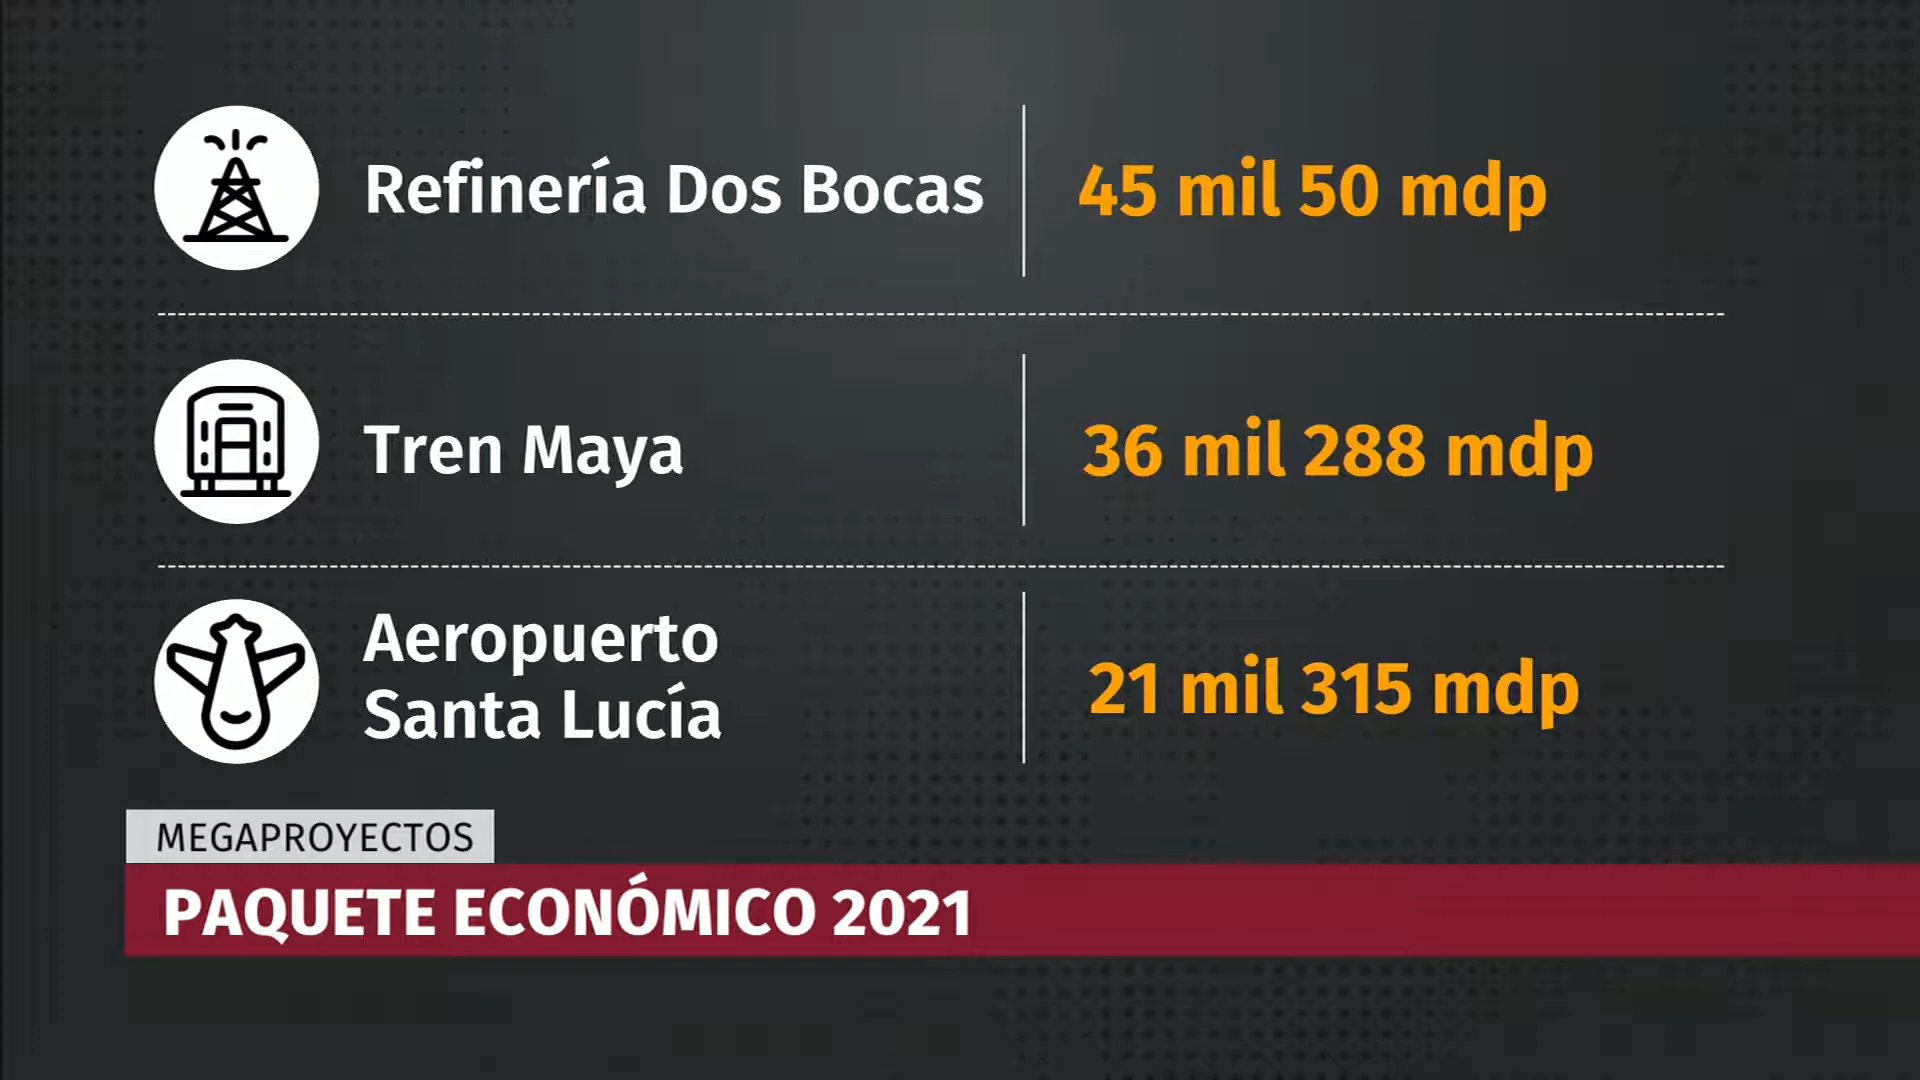 Refinería Dos Bocas
45 mil 50 mdp
Tren Maya
36 mil 288 mdp
Aeropuerto
Santa Lucía
21 mil 315 mdp
MEGAPROYECTOS
PAQUETE ECONÓMICO 2021